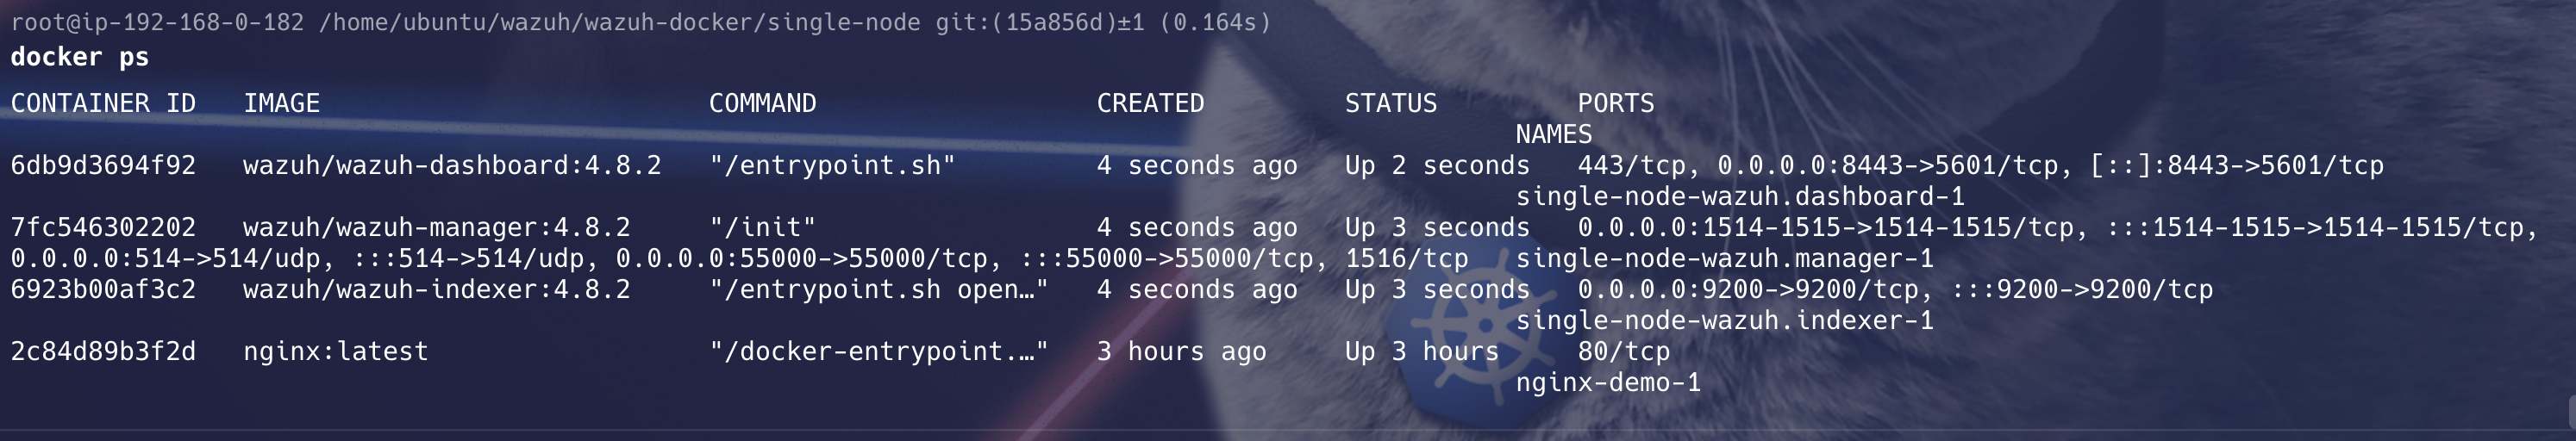 root@ip-192-168-0-182 /home/ubuntu/wazuh/wazuh-docker/single-node git:(15a856d)±1 (0.164s)
docker ps
CONTAINER ID   IMAGE                         COMMAND                  CREATED         STATUS         PORTS
NAMES
6db9d3694f92   wazuh/wazuh-dashboard:4.8.2   "/entrypoint.sh"         4 seconds ago   Up 2 seconds   443/tcp, 0.0.0.0:8443->5601/tcp, [::]:8443->5601/tcp
single-node-wazuh.dashboard-1
7fc546302202   wazuh/wazuh-manager:4.8.2     "/init"                  4 seconds ago   Up 3 seconds   0.0.0.0:1514-1515->1514-1515/tcp, :::1514-1515->1514-1515/tcp,
0.0.0.0:514->514/udp, :::514->514/udp, 0.0.0.0:55000->55000/tcp, :::55000->55000/tcp, 1516/tcp   single-node-wazuh.manager-1
6923b00af3c2   wazuh/wazuh-indexer:4.8.2     "/entrypoint.sh open…"   4 seconds ago   Up 3 seconds   0.0.0.0:9200->9200/tcp, :::9200->9200/tcp
single-node-wazuh.indexer-1
2c84d89b3f2d   nginx:latest                  "/docker-entrypoint.…"   3 hours ago     Up 3 hours     80/tcp
nginx-demo-1